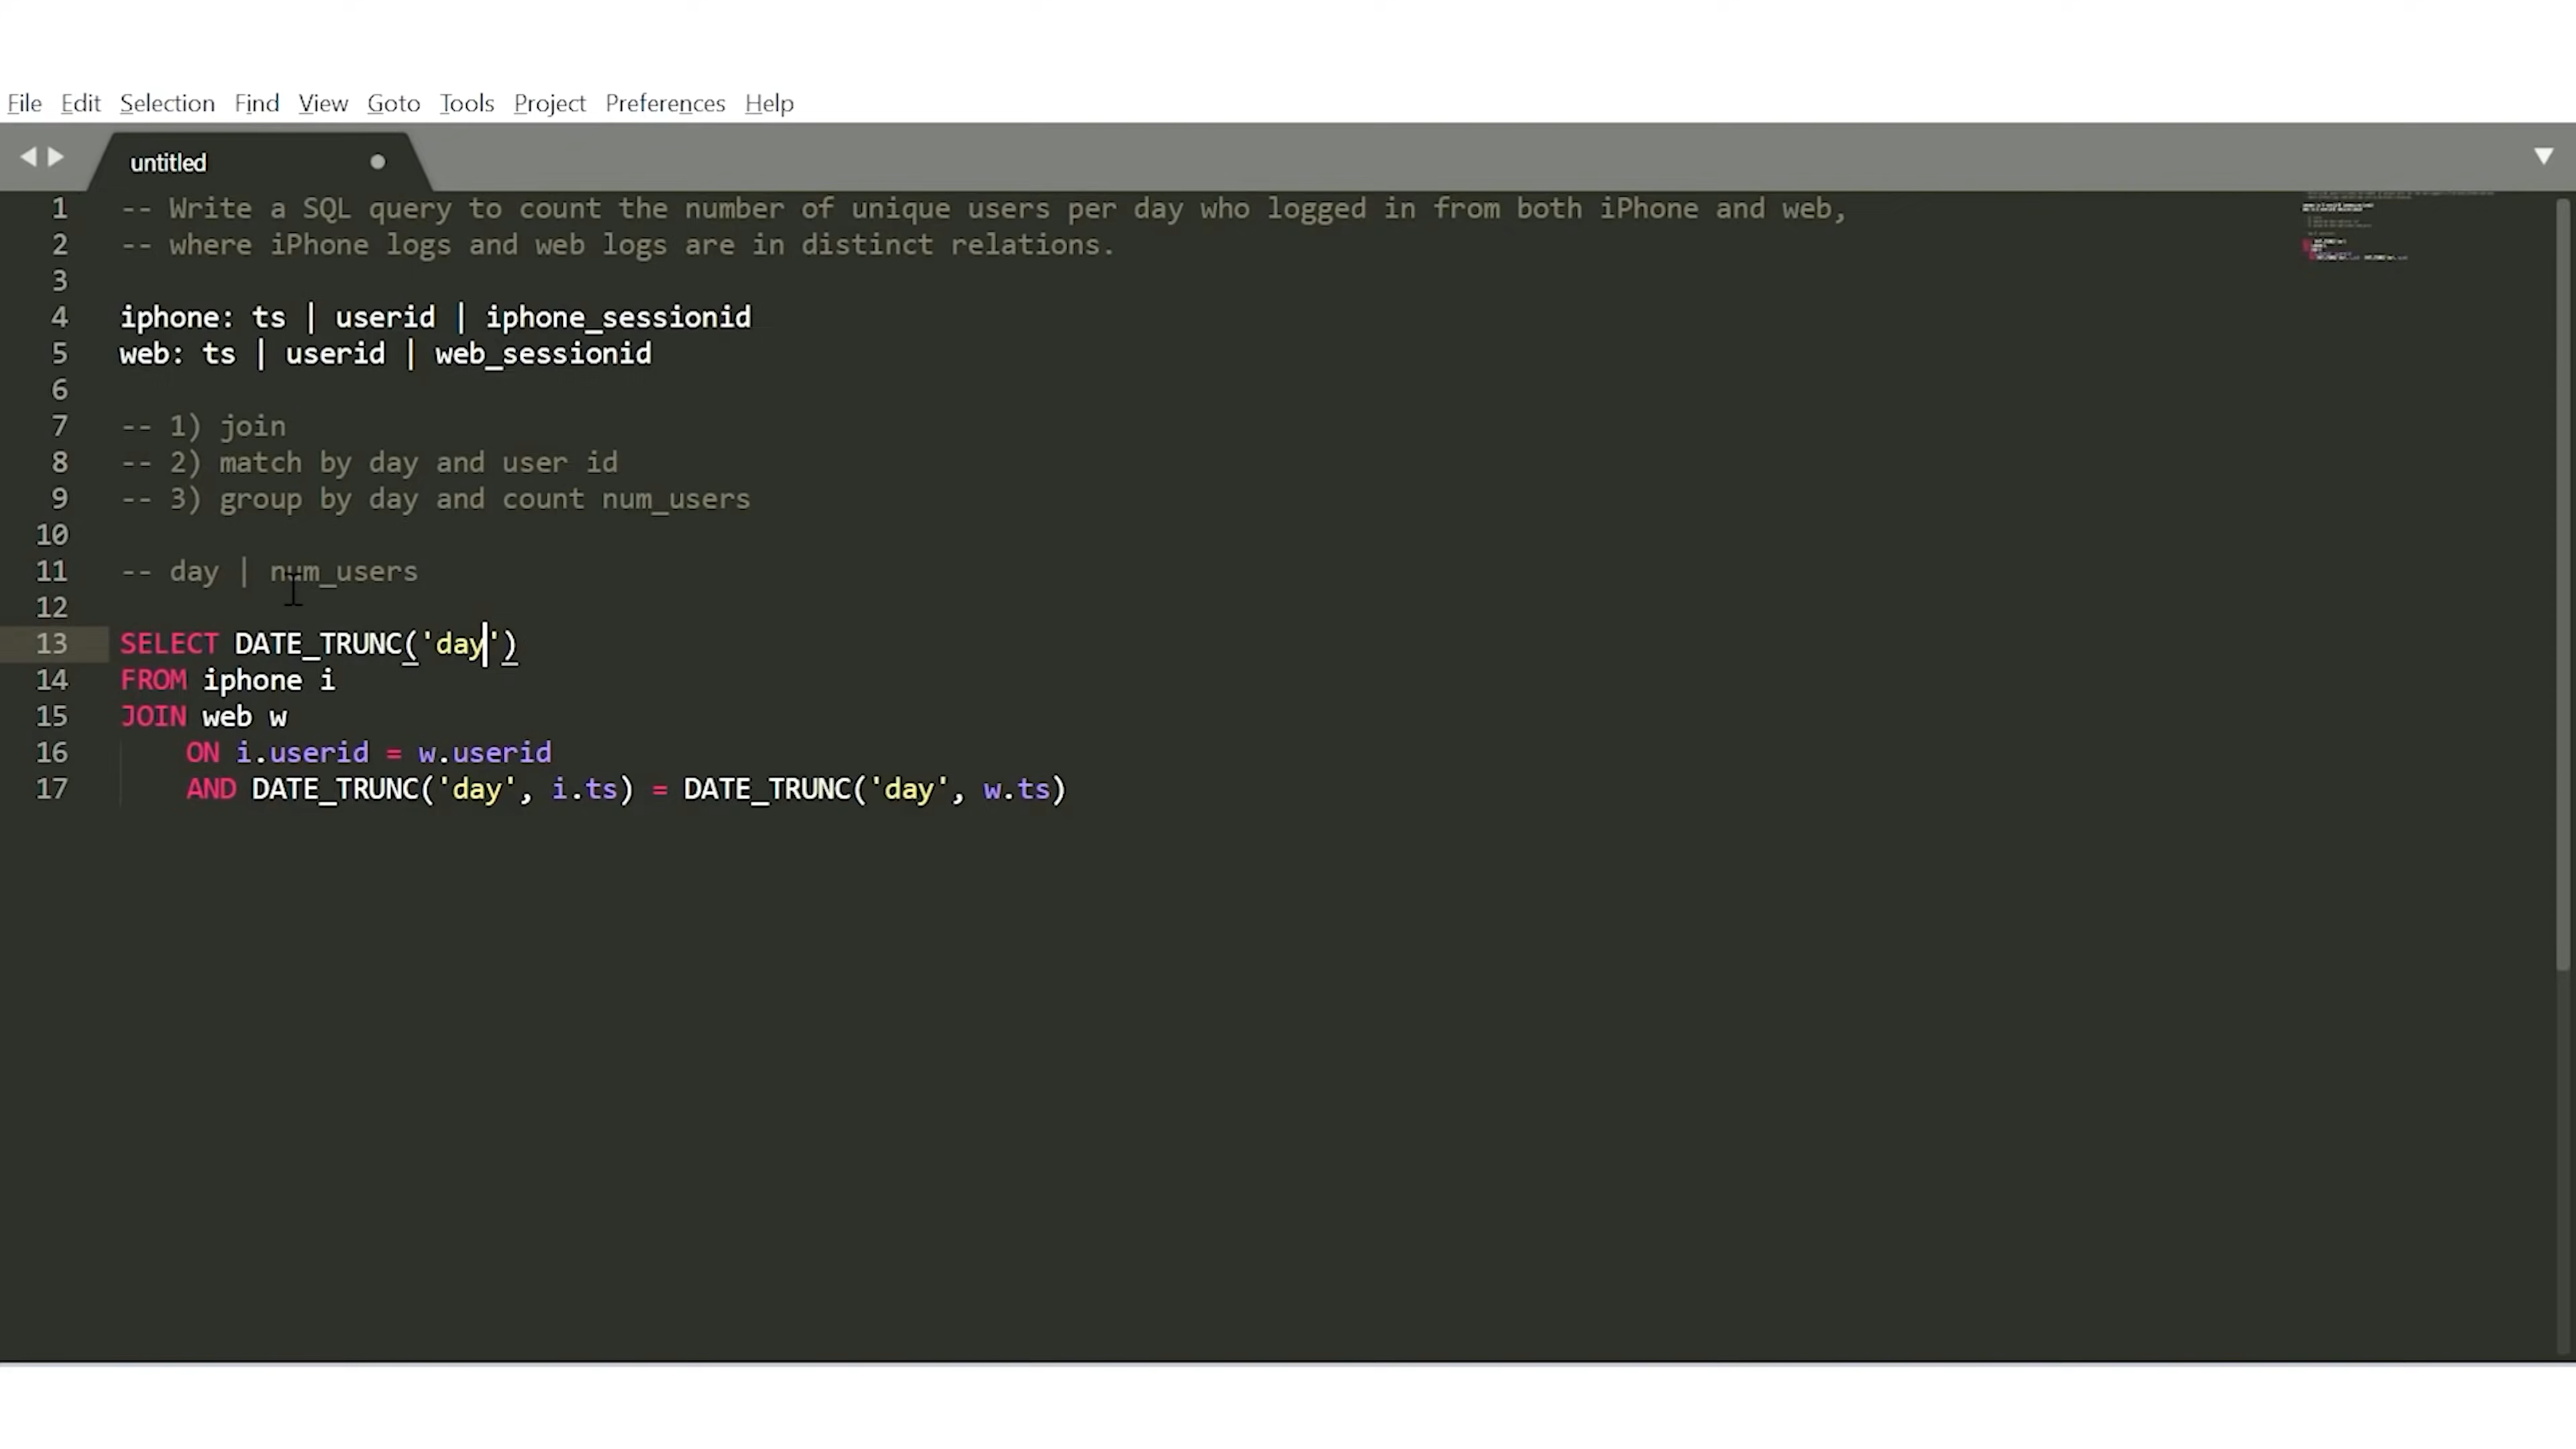 File Edit Selection Find View Goto Tools Project Preferences Help
untitled
1 -- Write a SQL query to count the number of unique users per day who logged in from both iPhone and web,
2 -- where iPhone logs and web logs are in distinct relations.
3
4 iphone: ts | userid | iphone_sessionid
5 web: ts | userid | web_sessionid
6
7 -- 1) join
8 -- 2) match by day and user id
9 -- 3) group by day and count num_users
10
11 -- day | num_users
12
13 SELECT DATE_TRUNC('day')
14 FROM iphone i
15 JOIN web w
16 ON i.userid = w.userid
17 AND DATE_TRUNC('day', i.ts) = DATE_TRUNC('day', w.ts)